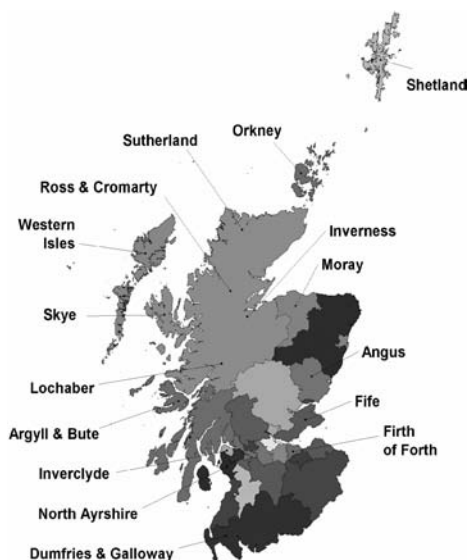 Shetland
Orkney
Sutherland
Ross & Cromarty
Western
Isles
Inverness
Moray
Skye
Angus
Lochaber
Fife
Argyll & Bute
Firth
of Forth
Inverclyde
North Ayrshire
Dumfries & Galloway